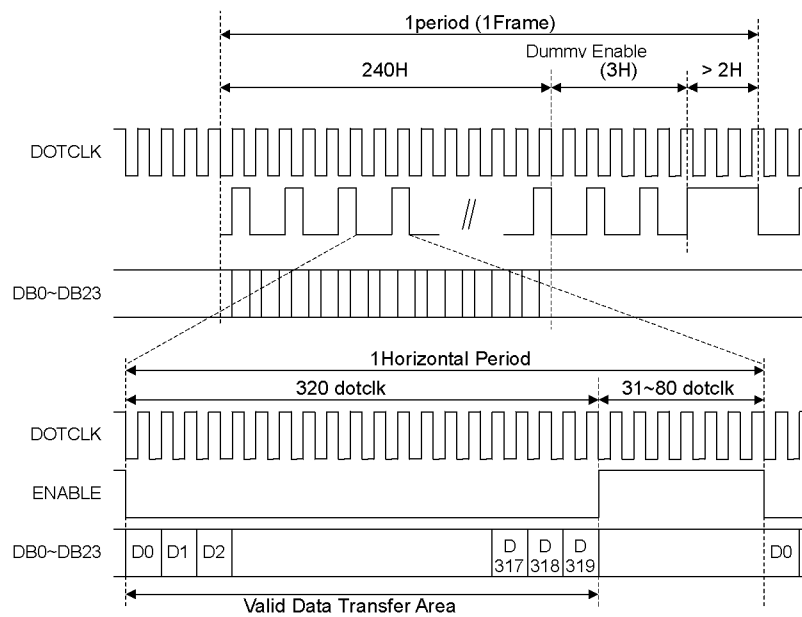 1period (1Frame)
Dummv Enable
240H
(3H)
> 2H
DOTCLK
//
DB0~DB23
1Horizontal Period
320 dotclk
31~80 dotclk
DOTCLK
ENABLE
DB0~DB23
D0
D1
D2
D
317
D
318
D
319
D0
Valid Data Transfer Area